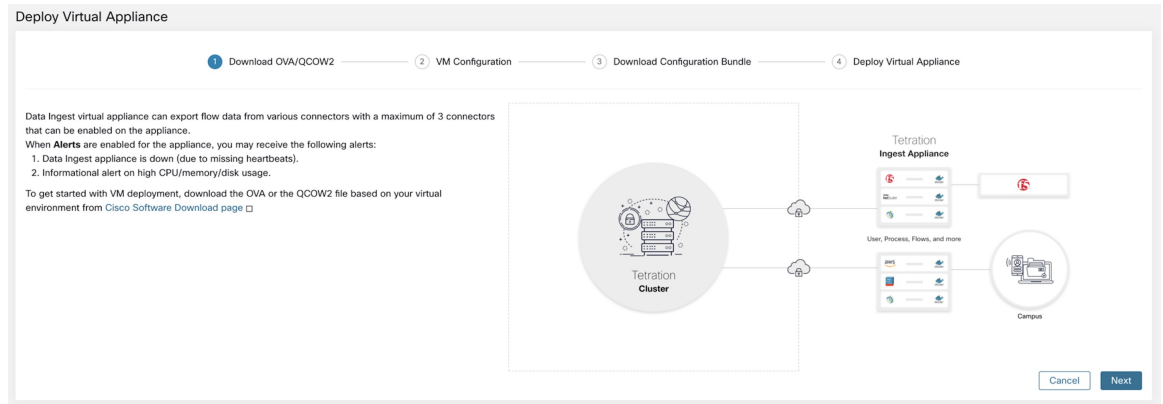 Deploy Virtual Appliance
1 Download OVA/QCOW2 2 VM Configuration 3 Download Configuration Bundle 4 Deploy Virtual Appliance
Data Ingest virtual appliance can export flow data from various connectors with a maximum of 3 connectors
that can be enabled on the appliance.
When Alerts are enabled for the appliance, you may receive the following alerts:
1. Data Ingest appliance is down (due to missing heartbeats).
2. Informational alert on high CPU/memory/disk usage.
To get started with VM deployment, download the OVA or the QCOW2 file based on your virtual
environment from Cisco Software Download page
Tetration
Ingest Appliance
User, Process, Flows, and more
aws
Tetration
Cluster
Campus
Cancel Next